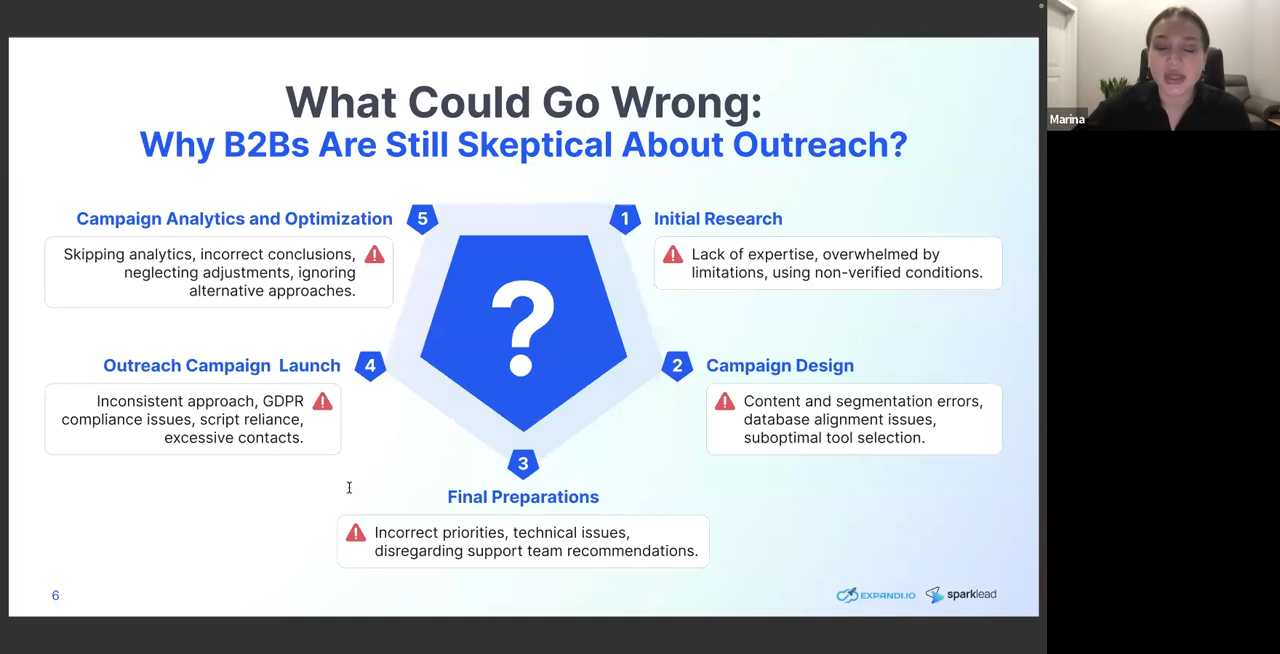 What Could Go Wrong:
Why B2Bs Are Still Skeptical About Outreach?
5
Campaign Analytics and Optimization
Skipping analytics, incorrect conclusions,
neglecting adjustments, ignoring
alternative approaches.
1
Initial Research
Lack of expertise, overwhelmed by
limitations, using non-verified conditions.
?
4
Outreach Campaign  Launch
Inconsistent approach, GDPR
compliance issues, script reliance,
excessive contacts.
2
Campaign Design
Content and segmentation errors,
database alignment issues,
suboptimal tool selection.
3
Final Preparations
Incorrect priorities, technical issues,
disregarding support team recommendations.
6
EXPANDI.IO
sparklead
Marina